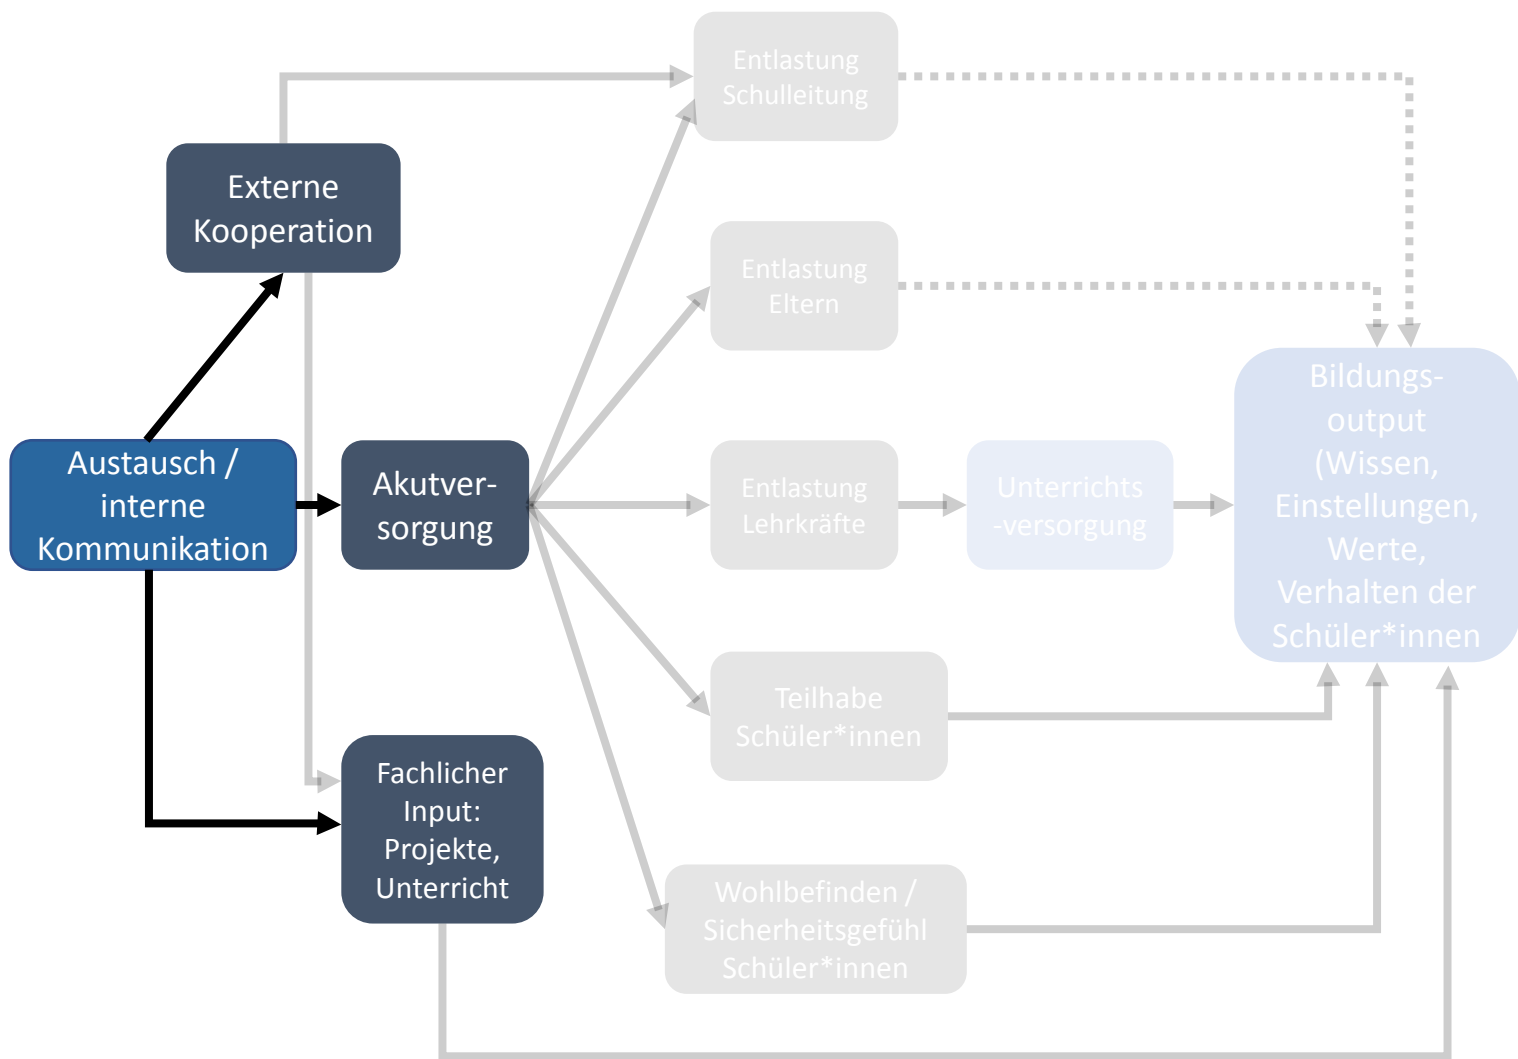 Entlastung
Schulleitung
Externe
Kooperation
Entlastung
Eltern
Austausch /
interne
Kommunikation
Akutver-
sorgung
Entlastung
Lehrkräfte
Unterrichts
-versorgung
Bildungs-
output
(Wissen,
Einstellungen,
Werte,
Verhalten der
Schüler*innen
Teilhabe
Schüler*innen
Fachlicher
Input:
Projekte,
Unterricht
Wohlbefinden /
Sicherheitsgefühl
Schüler*innen